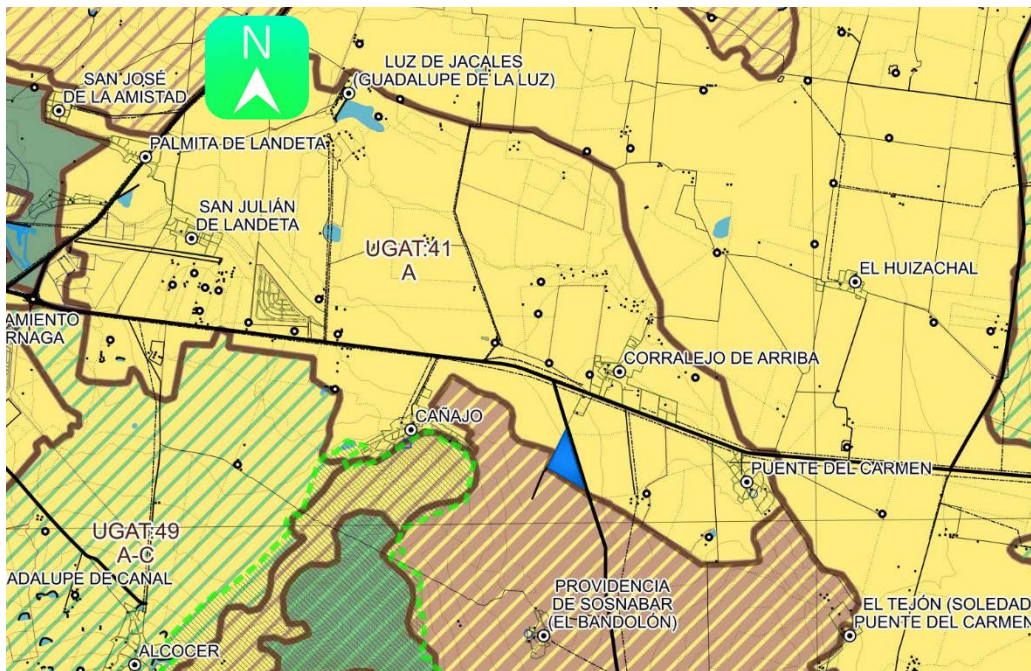 N
LUZ DE JACALES
(GUADALUPE DE LA LUZ)
SAN JOSÉ
DE LA AMISTAD
PALMITA DE LANDETA
SAN JULIÁN
DE LANDETA
UGAT:41
A
EL HUIZACHAL
AMIENTO
RNAGA
CORRALEJO DE ARRIBA
CAÑAJO
PUENTE DEL CARMEN
UGAT:49
A-C
ADALUPE DE CANAL
PROVIDENCIA
DE SOSNABAR
(EL BANDOLÓN)
EL TEJÓN (SOLEDAD
PUENTE DEL CARMEN
ALCOCER